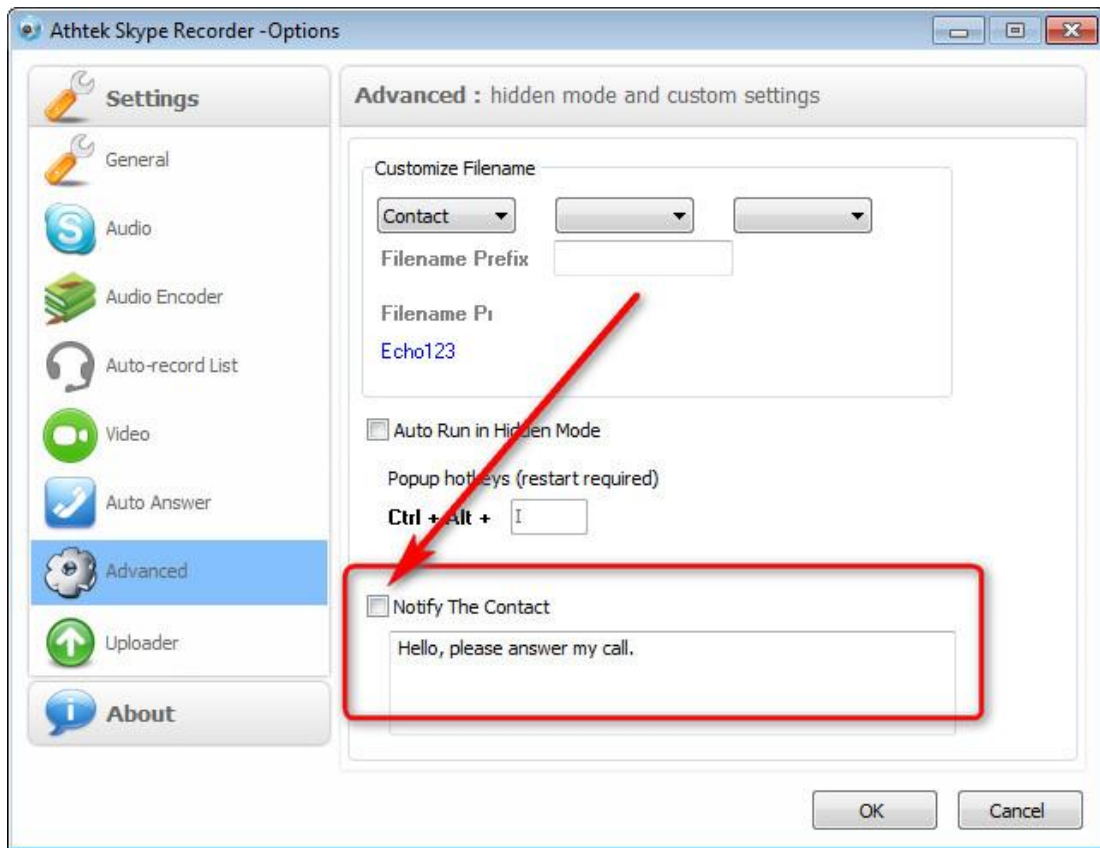 Athtek Skype Recorder -Options
Settings
General
Audio
Audio Encoder
Auto-record List
Video
Auto Answer
Advanced
Uploader
About
Advanced : hidden mode and custom settings
Customize Filename
Contact
Filename Prefix
Filename Pr
Echo123
Auto Run in Hidden Mode
Popup hotkeys (restart required)
Ctrl + Alt + I
Notify The Contact
Hello, please answer my call.
OK Cancel